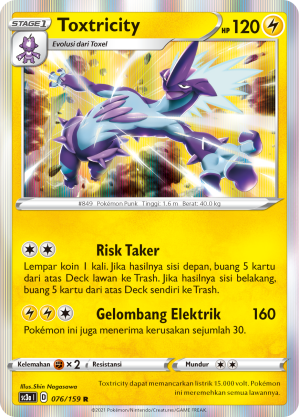 STAGE 1 Toxtricity HP 120
Evolusi dari Toxel
#849 Pokémon Punk Tinggi: 1.6 m Berat: 40.0 kg
Risk Taker
Lempar koin 1 kali. Jika hasilnya sisi depan, buang 5 kartu
dari atas Deck lawan ke Trash. Jika hasilnya sisi belakang,
buang 5 kartu dari atas Deck sendiri ke Trash.
Gelombang Elektrik 160
Pokémon ini juga menerima kerusakan sejumlah 30.
Kelemahan × 2 Resistansi Mundur
Illus. Shin Nagasawa
sc3a I D 076/159 R
Toxtricity dapat memancarkan listrik 15.000 volt. Pokémon
ini meremehkan semua lawannya.
©2021 Pokémon/Nintendo/Creatures/GAME FREAK